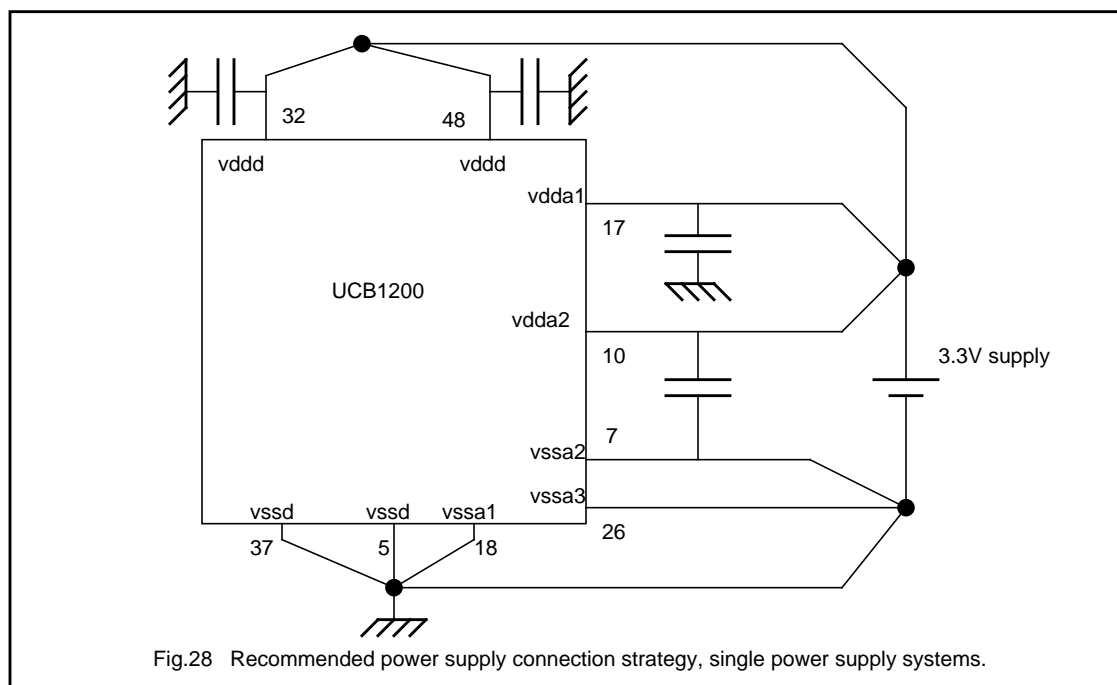 32
48
vddd
vddd
vdda1
17
UCB1200
vdda2
10
3.3V supply
7
vssa2
vssa3
26
vssd
vssd
vssa1
37
5
18
Fig.28 Recommended power supply connection strategy, single power supply systems.